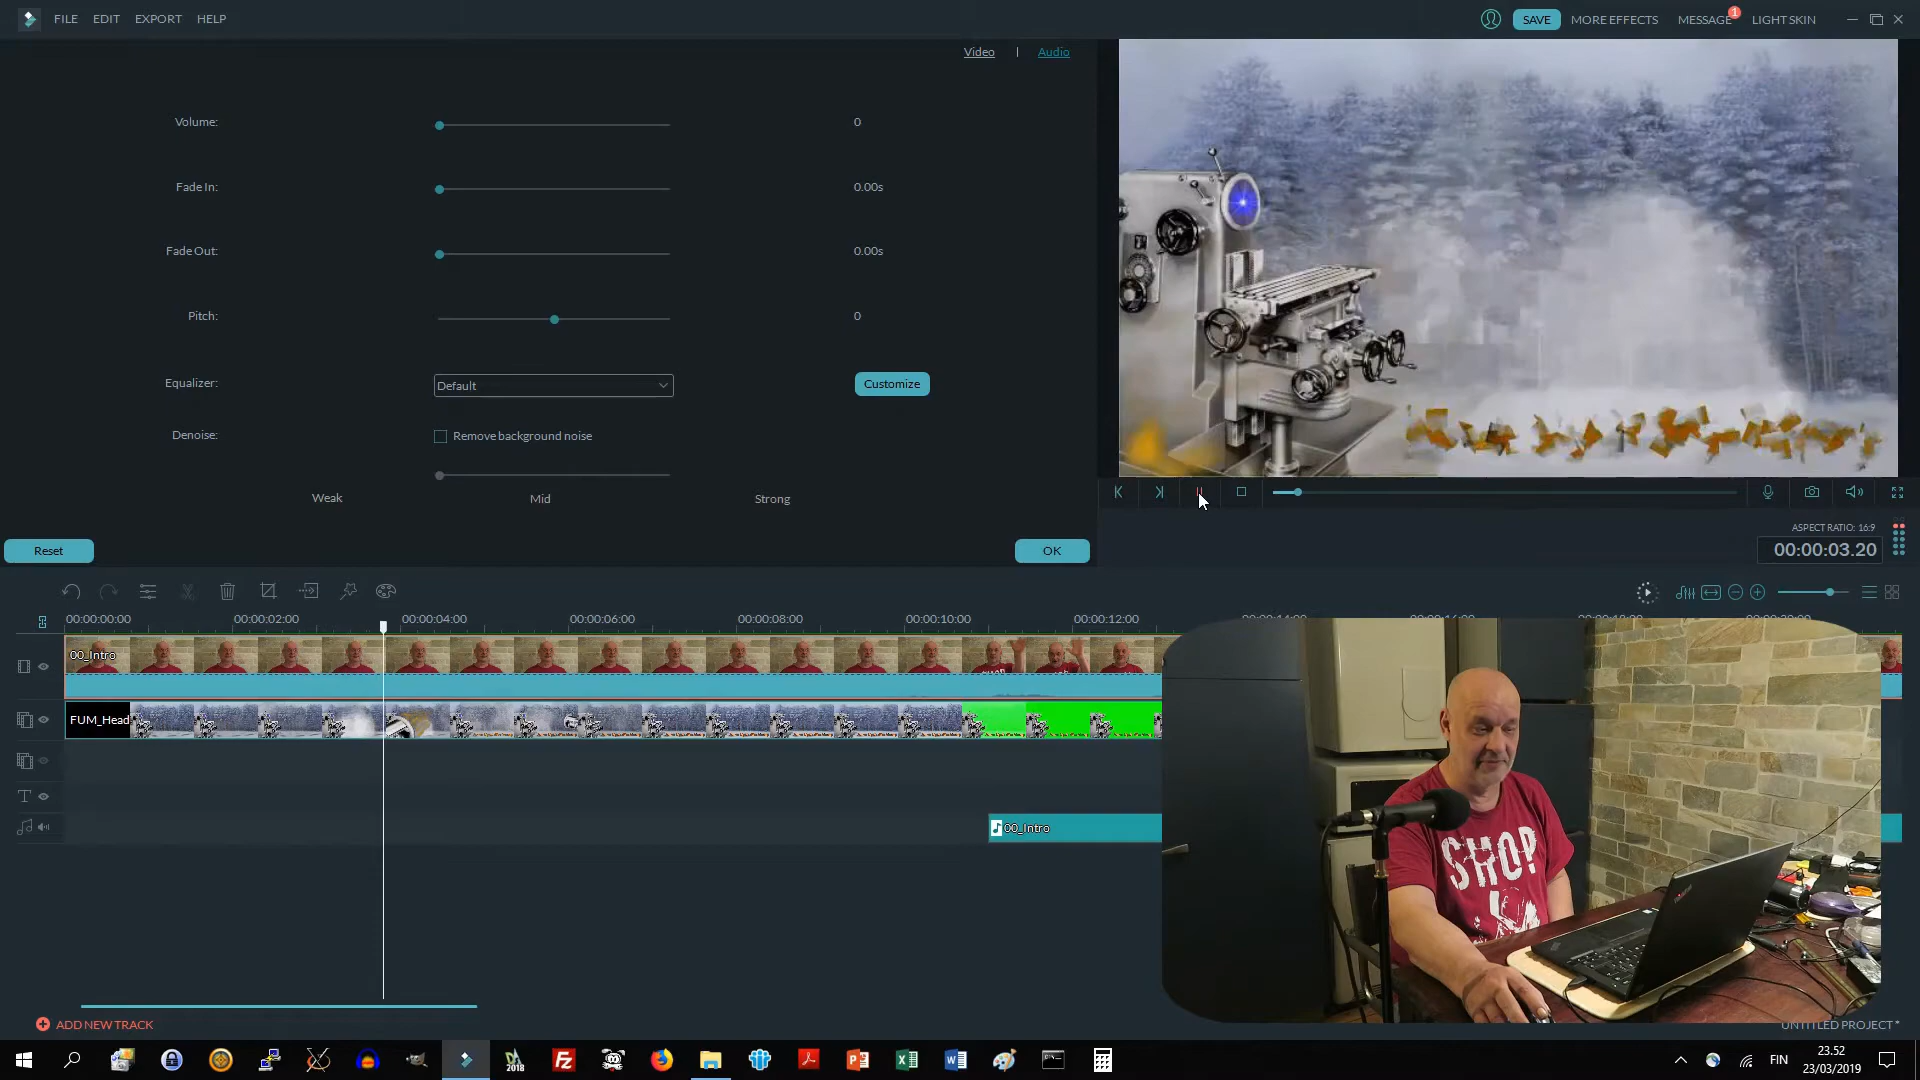 FILE EDIT EXPORT HELP
SAVE MORE EFFECTS MESSAGE 1 LIGHT SKIN
Video | Audio
Volume: 0
Fade In: 0.00s
Fade Out: 0.00s
Pitch: 0
Equalizer: Default Customize
Denoise: Remove background noise
Weak Mid Strong
Reset OK
ASPECT RATIO: 16:9
00:00:03.20
00:00:00:00 00:00:02:00 00:00:04:00 00:00:06:00 00:00:08:00 00:00:10:00 00:00:12:00
00_Intro
FUM_Head
T
00_Intro
SHOP
ADD NEW TRACK
UNTITLED PROJECT *
2018
FIN
23.52
23/03/2019